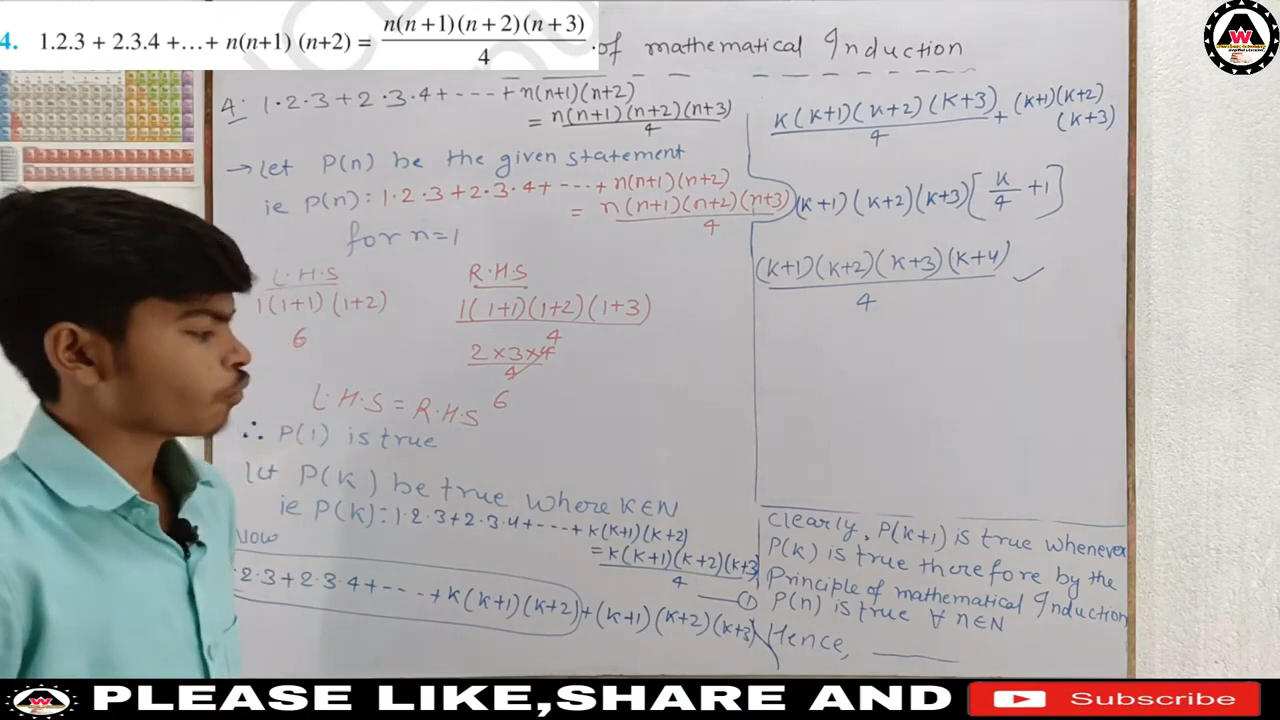 4. 1.2.3 + 2.3.4 +…+ n(n+1) (n+2) = n(n+1)(n+2)(n+3)/4 .
of mathematical Induction
4: 1·2·3+2·3·4+----+n(n+1)(n+2)
= n(n+1)(n+2)(n+3)/4
→ Let P(n) be the given statement
ie P(n): 1·2·3+2·3·4+----+n(n+1)(n+2)
= n(n+1)(n+2)(n+3)/4
for n=1
L·H·S
1(1+1)(1+2)
6
R·H·S
1(1+1)(1+2)(1+3)/4
2×3×4/4
6
L·H·S = R·H·S
∴ P(1) is true
Let P(K) be true where K∈N
ie P(K): 1·2·3+2·3·4+----+K(K+1)(K+2)
= K(K+1)(K+2)(K+3)/4 —①
Now
·2·3+2·3·4+----+K(K+1)(K+2)+(K+1)(K+2)(K+3)
K(K+1)(K+2)(K+3)/4 + (K+1)(K+2)
(K+3)
(K+1)(K+2)(K+3)[K/4+1]
(K+1)(K+2)(K+3)(K+4)/4 ✓
Clearly, P(K+1) is true whenever
P(K) is true therefore by the
Principle of mathematical Induction
P(n) is true ∀ n∈N
Hence, ____
PLEASE LIKE,SHARE AND Subscribe